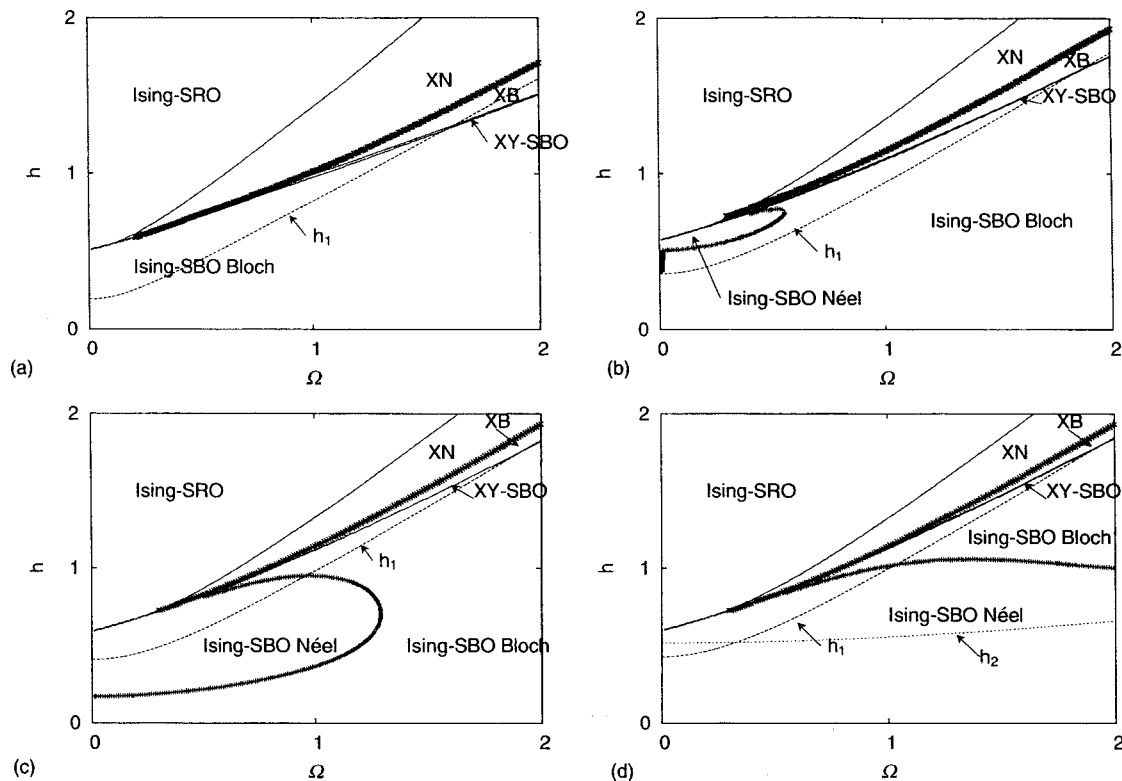 2
XN
Ising-SRO
XB
XY-SBO
h
1
h1
Ising-SBO Bloch
0
0
1
2
(a)
Ω
2
XN
XB
Ising-SRO
XY-SBO
h
1
Ising-SBO Bloch
h1
Ising-SBO Néel
0
0
1
2
(b)
Ω
2
XB
XN
Ising-SRO
XY-SBO
h1
h
1
Ising-SBO Néel
Ising-SBO Bloch
0
0
1
2
(c)
Ω
2
XB
XN
Ising-SRO
XY-SBO
Ising-SBO Bloch
h
1
Ising-SBO Néel
h1
h2
0
0
1
2
(d)
Ω